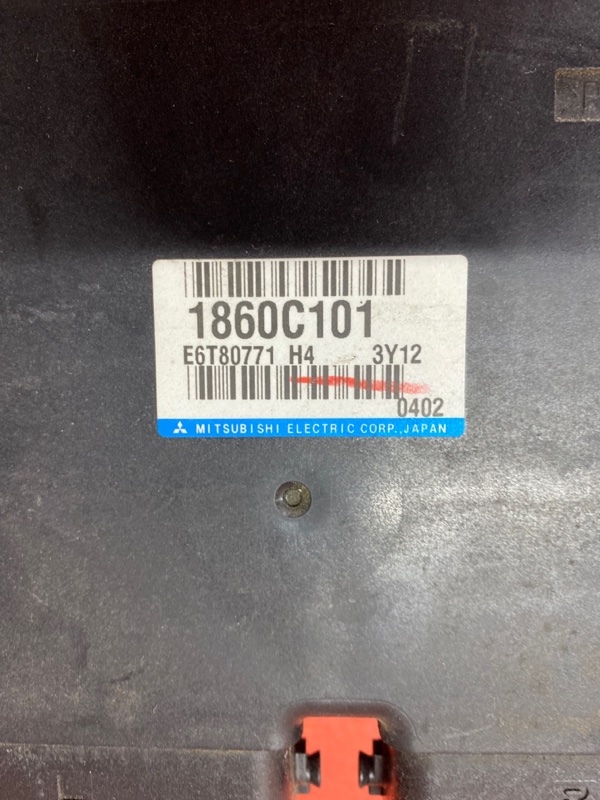 1860C101
E6T80771 H4 3Y12
0402
MITSUBISHI ELECTRIC CORP., JAPAN